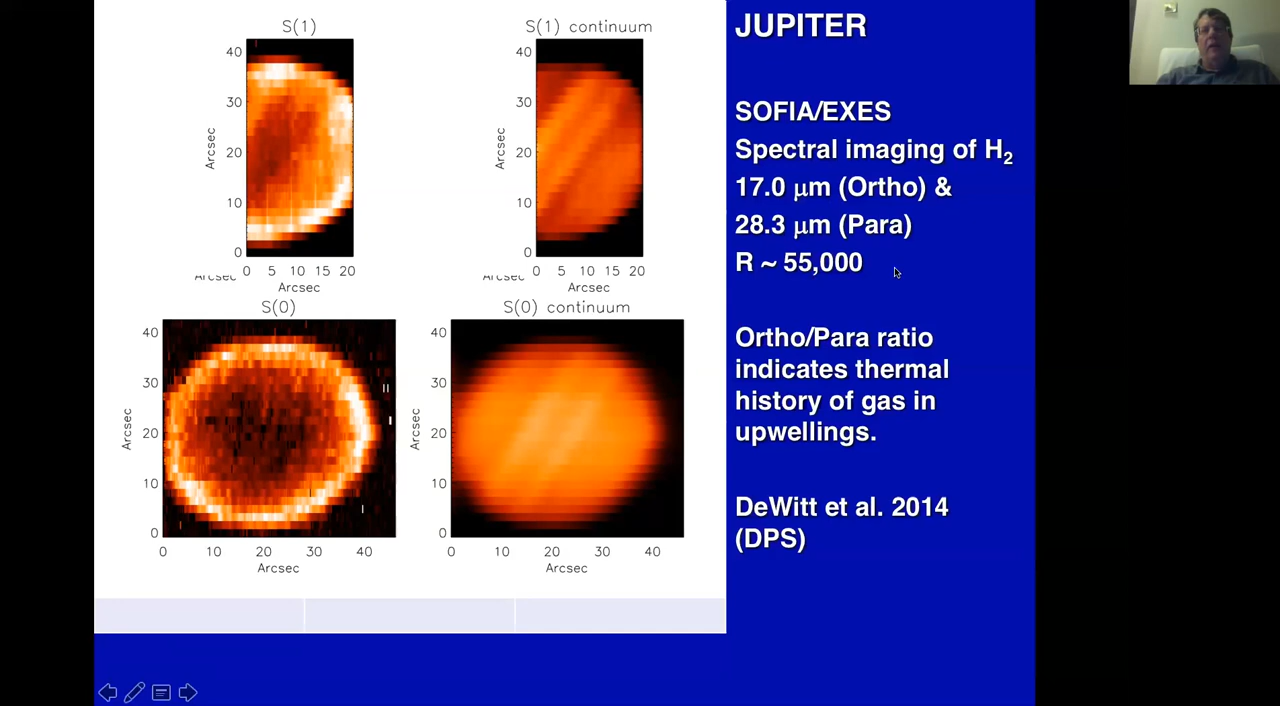 S(1)
S(1) continuum
40
30
20
10
0
Arcsec
0 5 10 15 20
Arcsec
Arcsec
40
30
20
10
0
Arcsec
0 5 10 15 20
Arcsec
Arcsec
S(0)
S(0) continuum
40
30
20
10
0
Arcsec
0 10 20 30 40
Arcsec
40
30
20
10
0
Arcsec
0 10 20 30 40
Arcsec
JUPITER
SOFIA/EXES
Spectral imaging of H₂
17.0 μm (Ortho) &
28.3 μm (Para)
R ~ 55,000
Ortho/Para ratio
indicates thermal
history of gas in
upwellings.
DeWitt et al. 2014
(DPS)